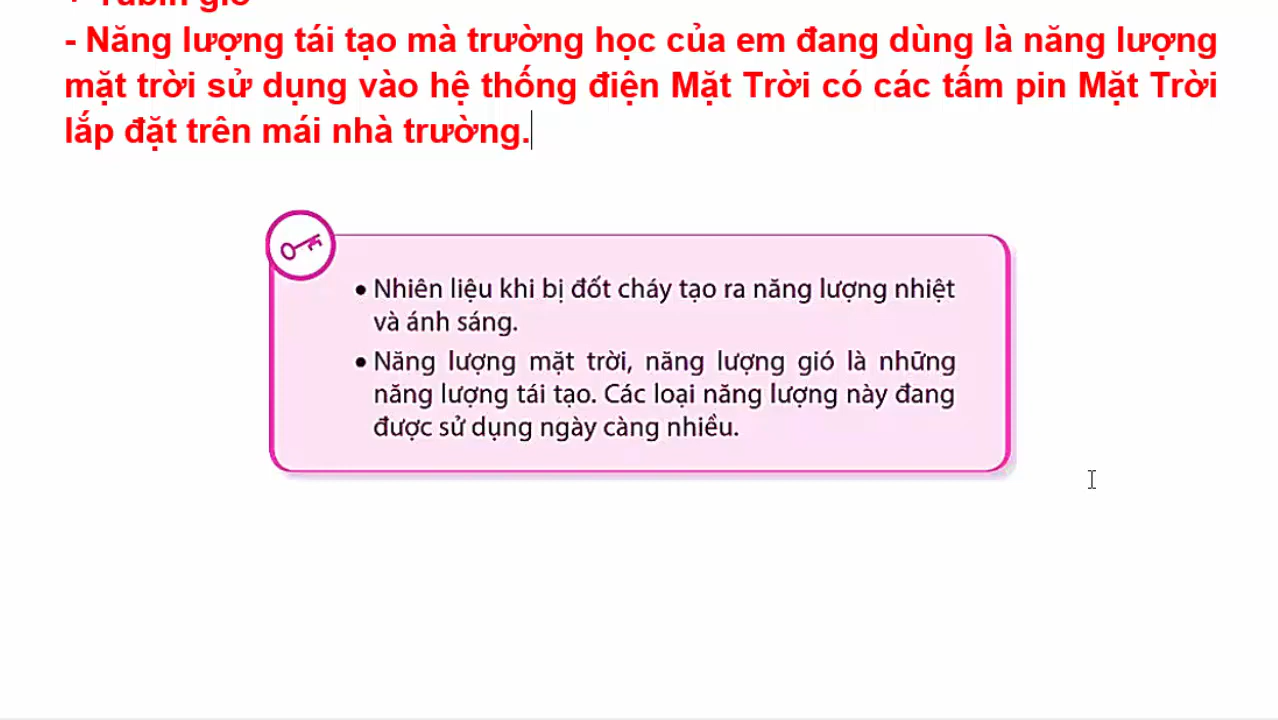 - Năng lượng tái tạo mà trường học của em đang dùng là năng lượng
mặt trời sử dụng vào hệ thống điện Mặt Trời có các tấm pin Mặt Trời
lắp đặt trên mái nhà trường.
• Nhiên liệu khi bị đốt cháy tạo ra năng lượng nhiệt
và ánh sáng.
• Năng lượng mặt trời, năng lượng gió là những
năng lượng tái tạo. Các loại năng lượng này đang
được sử dụng ngày càng nhiều.